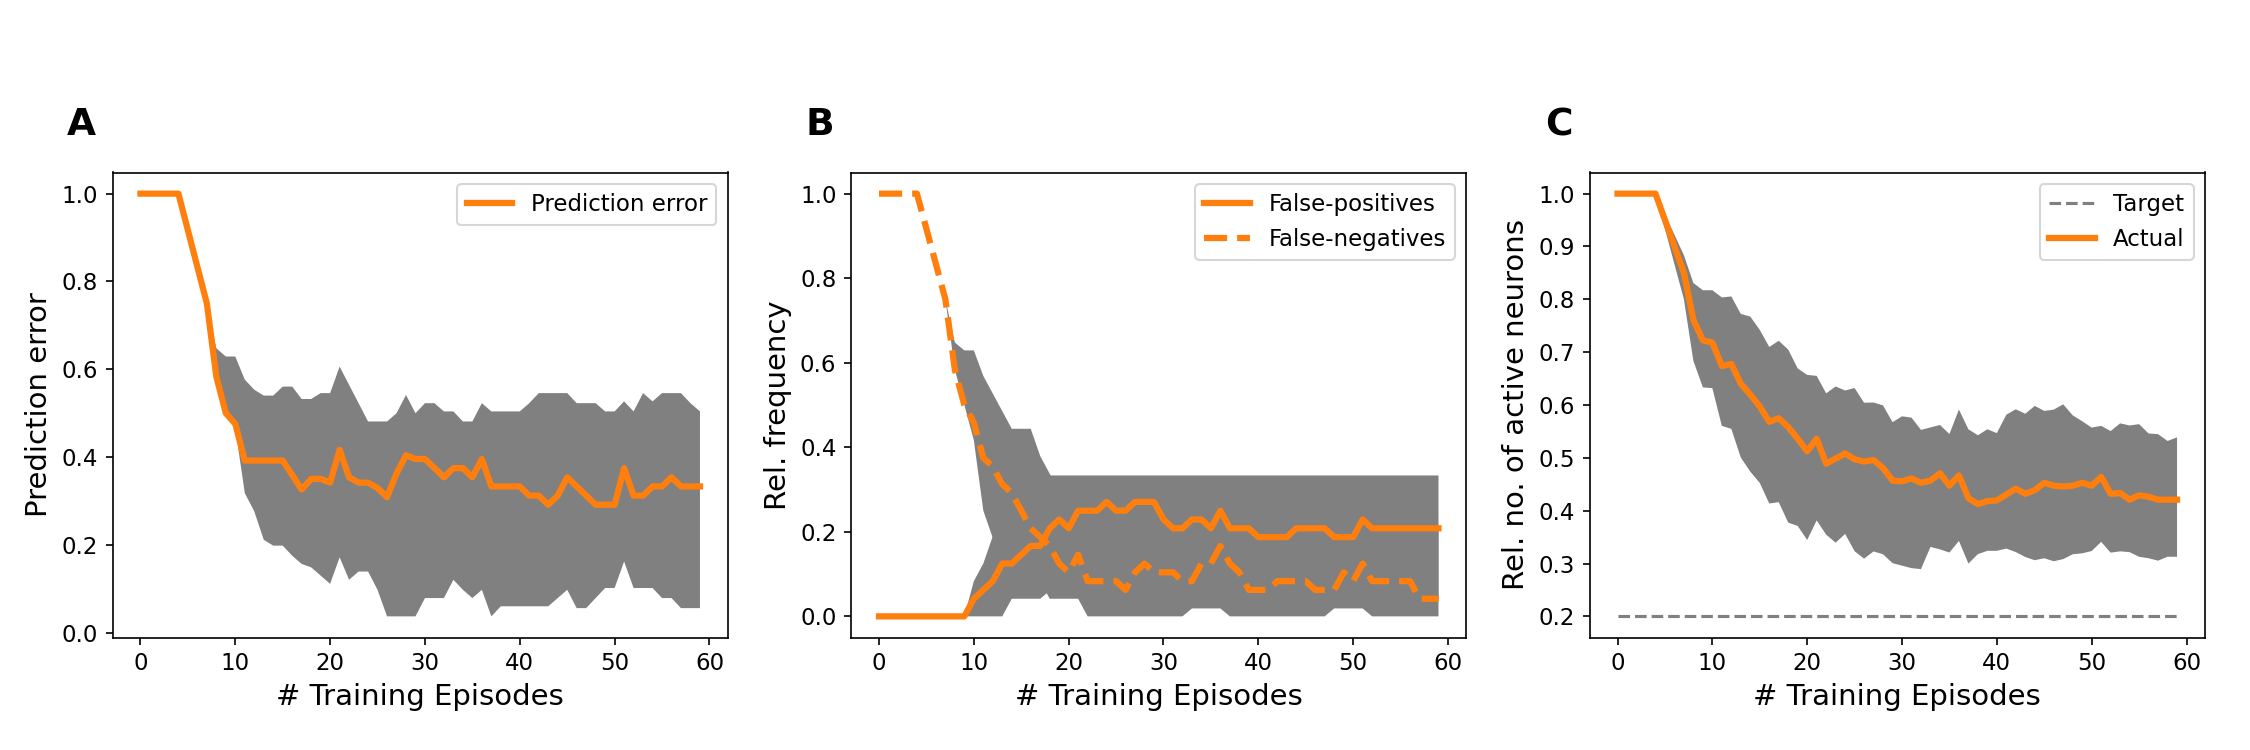 A
Prediction error
1.0
0.8
0.6
0.4
0.2
0.0
Prediction error
0 10 20 30 40 50 60
# Training Episodes
B
Rel. frequency
1.0
0.8
0.6
0.4
0.2
0.0
False-positives
False-negatives
0 10 20 30 40 50 60
# Training Episodes
C
Rel. no. of active neurons
1.0
0.9
0.8
0.7
0.6
0.5
0.4
0.3
0.2
Target
Actual
0 10 20 30 40 50 60
# Training Episodes